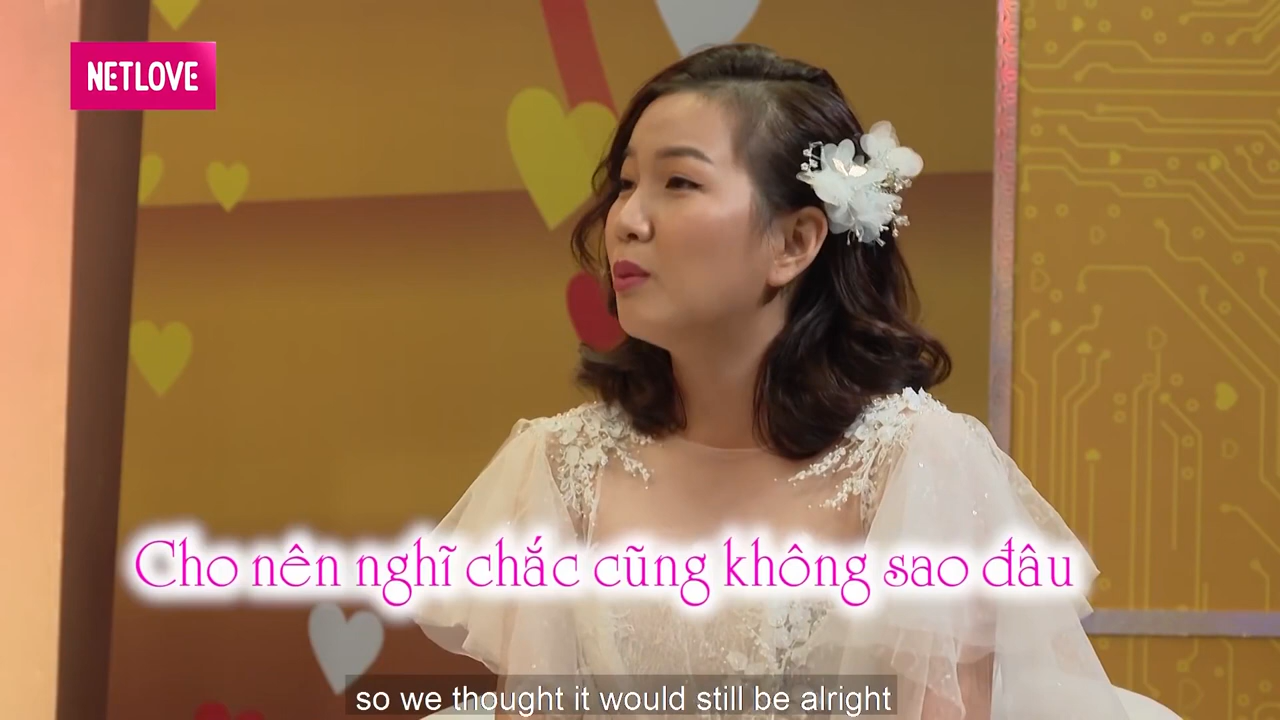 NETLOVE
Cho nên nghĩ chắc cũng không sao đâu
so we thought it would still be alright